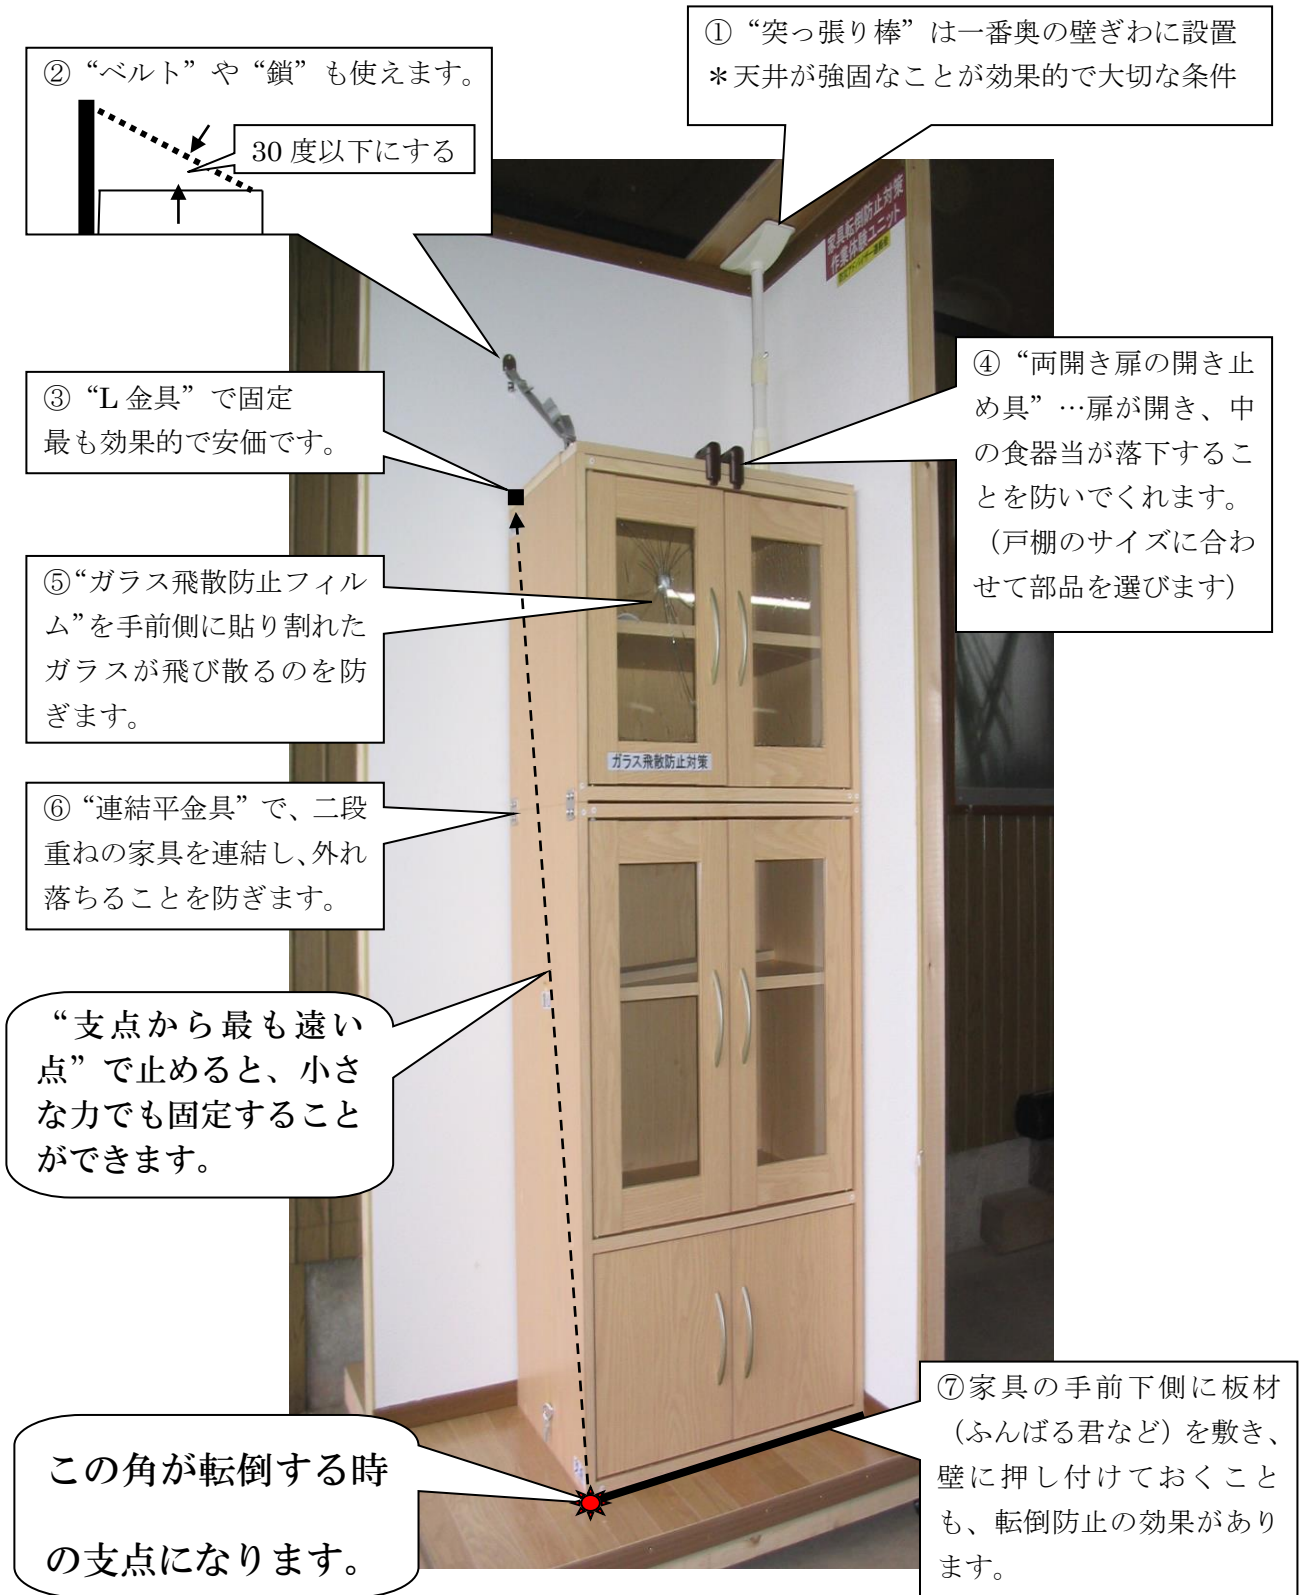 ①“突っ張り棒”は一番奥の壁ぎわに設置
＊天井が強固なことが効果的で大切な条件
②“ベルト”や“鎖”も使えます。
30度以下にする
家具転倒防止対策
作業体験ユニット
③“L金具”で固定
最も効果的で安価です。
④“両開き扉の開き止
め具”…扉が開き、中
の食器当が落下するこ
とを防いでくれます。
（戸棚のサイズに合わ
せて部品を選びます）
⑤“ガラス飛散防止フィル
ム”を手前側に貼り割れた
ガラスが飛び散るのを防
ぎます。
ガラス飛散防止対策
⑥“連結平金具”で、二段
重ねの家具を連結し、外れ
落ちることを防ぎます。
“支点から最も遠い
点”で止めると、小さ
な力でも固定すること
ができます。
この角が転倒する時
の支点になります。
⑦家具の手前下側に板材
（ふんばる君など）を敷き、
壁に押し付けておくこと
も、転倒防止の効果があり
ます。